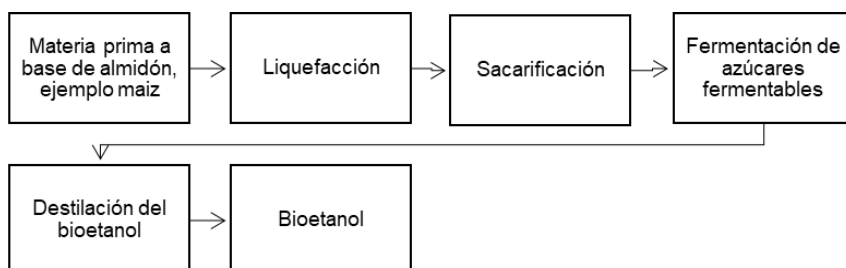 Materia prima a
base de almidón,
ejemplo maiz
Liquefacción
Sacarificación
Fermentación de
azúcares
fermentables
Destilación del
bioetanol
Bioetanol